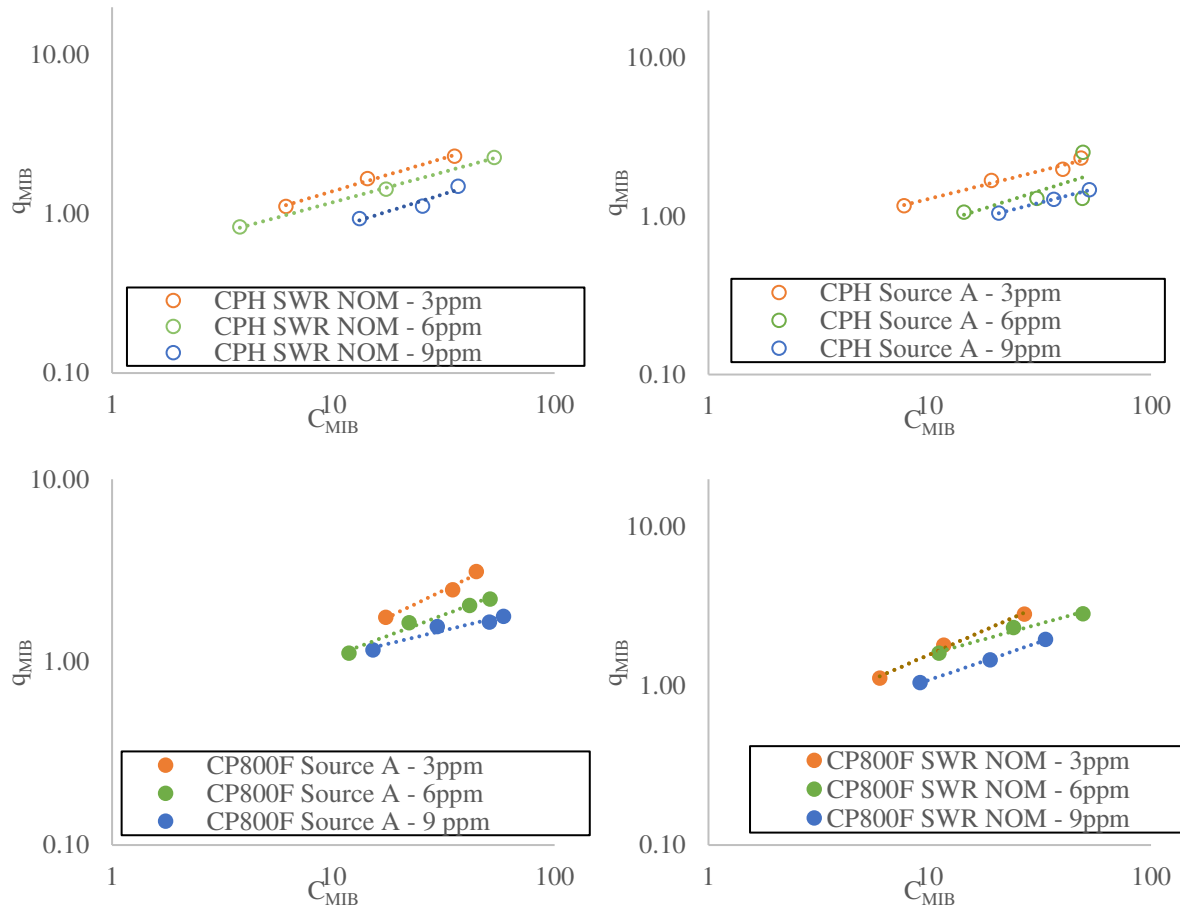 10.00
1.00
0.10
qMIB
CPH SWR NOM - 3ppm
CPH SWR NOM - 6ppm
CPH SWR NOM - 9ppm
1
10
100
CMIB
10.00
1.00
0.10
qMIB
CPH Source A - 3ppm
CPH Source A - 6ppm
CPH Source A - 9ppm
1
10
100
CMIB
10.00
1.00
0.10
qMIB
CP800F Source A - 3ppm
CP800F Source A - 6ppm
CP800F Source A - 9 ppm
1
10
100
CMIB
10.00
1.00
0.10
qMIB
CP800F SWR NOM - 3ppm
CP800F SWR NOM - 6ppm
CP800F SWR NOM - 9ppm
1
10
100
CMIB